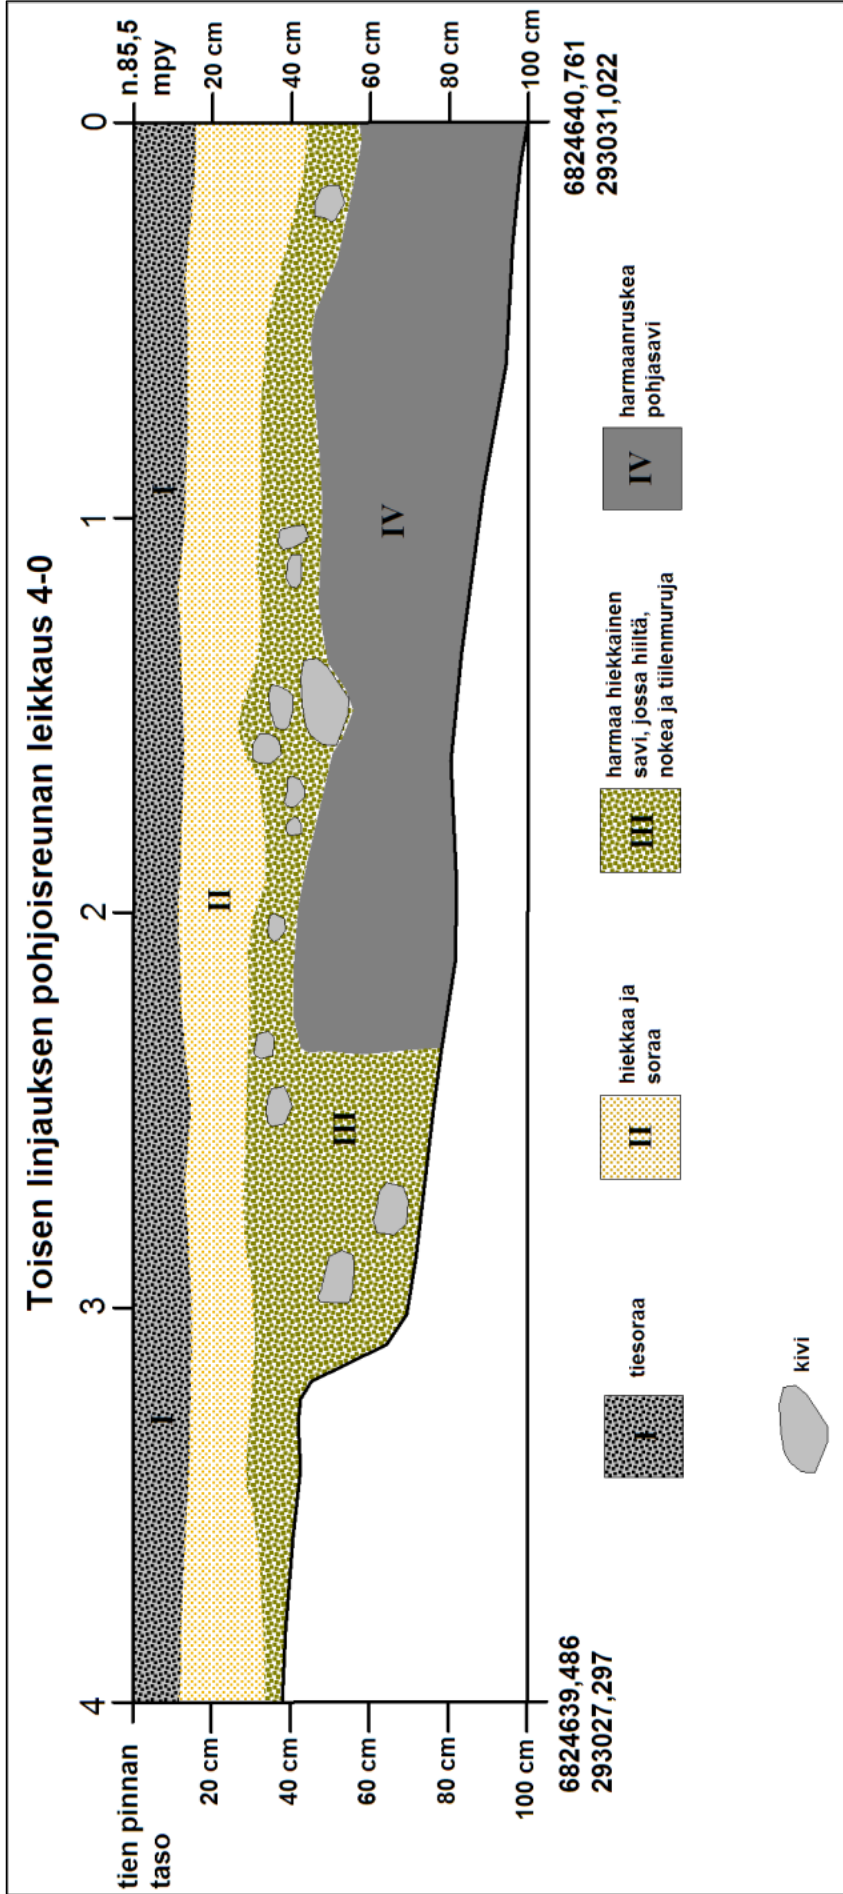 Toisen linjauksen pohjoisreunan leikkaus 4-0
4
3
2
1
0
tien pinnan
taso
n.85,5
mpy
20 cm
40 cm
60 cm
80 cm
100 cm
20 cm
40 cm
60 cm
80 cm
100 cm
I
I
II
III
IV
6824639,486
293027,297
6824640,761
293031,022
I
tiesoraa
II
hiekkaa ja
soraa
III
harmaa hiekkainen
savi, jossa hiiltä,
nokea ja tiilenmuruja
IV
harmaanruskea
pohjasavi
kivi